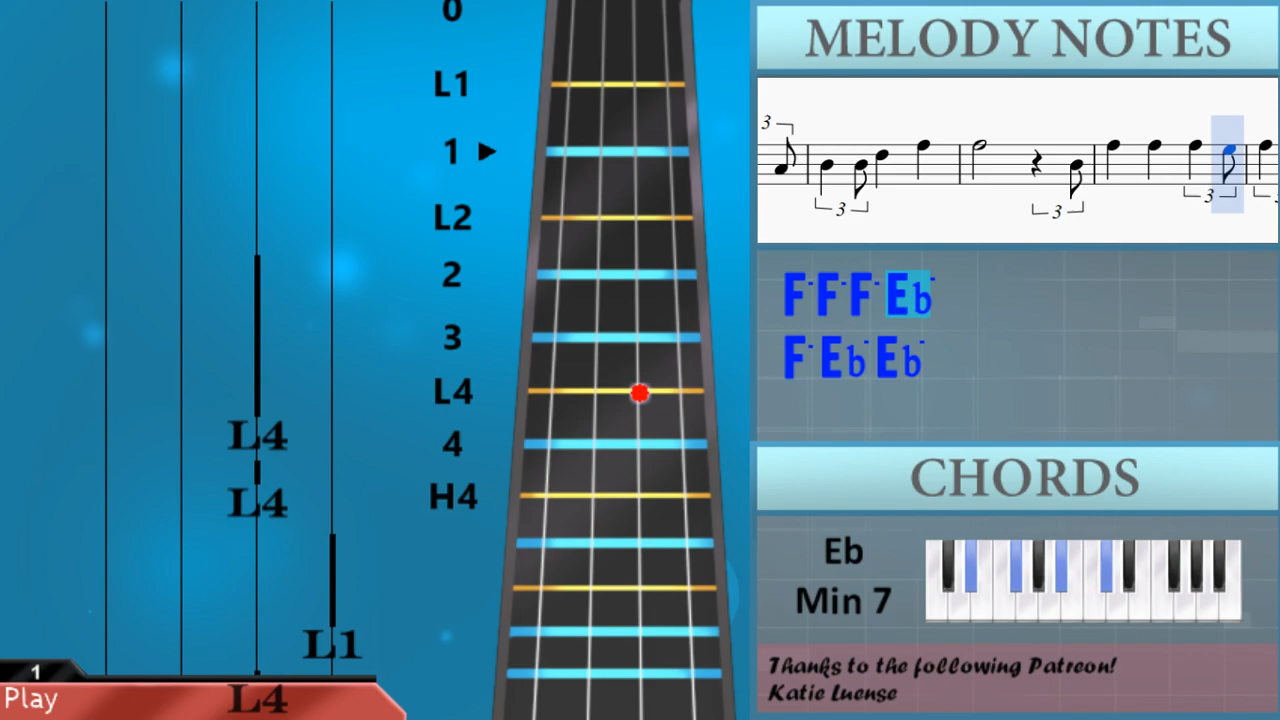 0
L1
1
L2
2
3
L4
4
H4
L4
L4
L1
1
Play
L4
MELODY NOTES
3
3
3
3
F F F Eb
F Eb Eb
CHORDS
Eb
Min 7
Thanks to the following Patreon!
Katie Luense